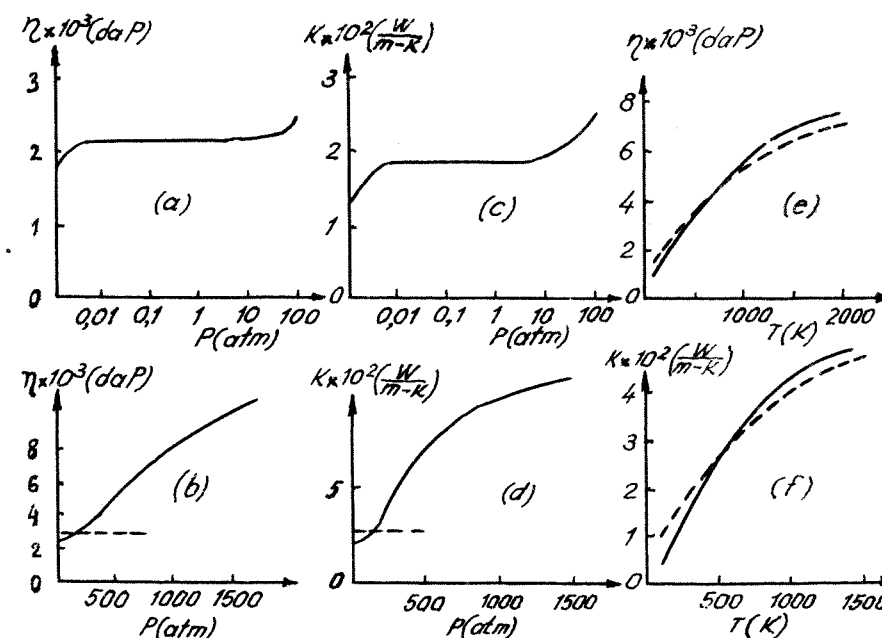 η×10³(daP)
3
2
1
0
(a)
0,01 0,1 1 10 100
P(atm)
K×10²(W/m-K)
3
2
1
0
(c)
0,01 0,1 1 10 100
P(atm)
η×10³(daP)
8
6
4
2
0
(e)
1000 2000
T(K)
η×10³(daP)
8
6
4
2
0
(b)
500 1000 1500
P(atm)
K×10²(W/m-K)
5
0
(d)
500 1000 1500
P(atm)
K×10²(W/m-K)
4
3
2
1
0
(f)
500 1000 1500
T(K)